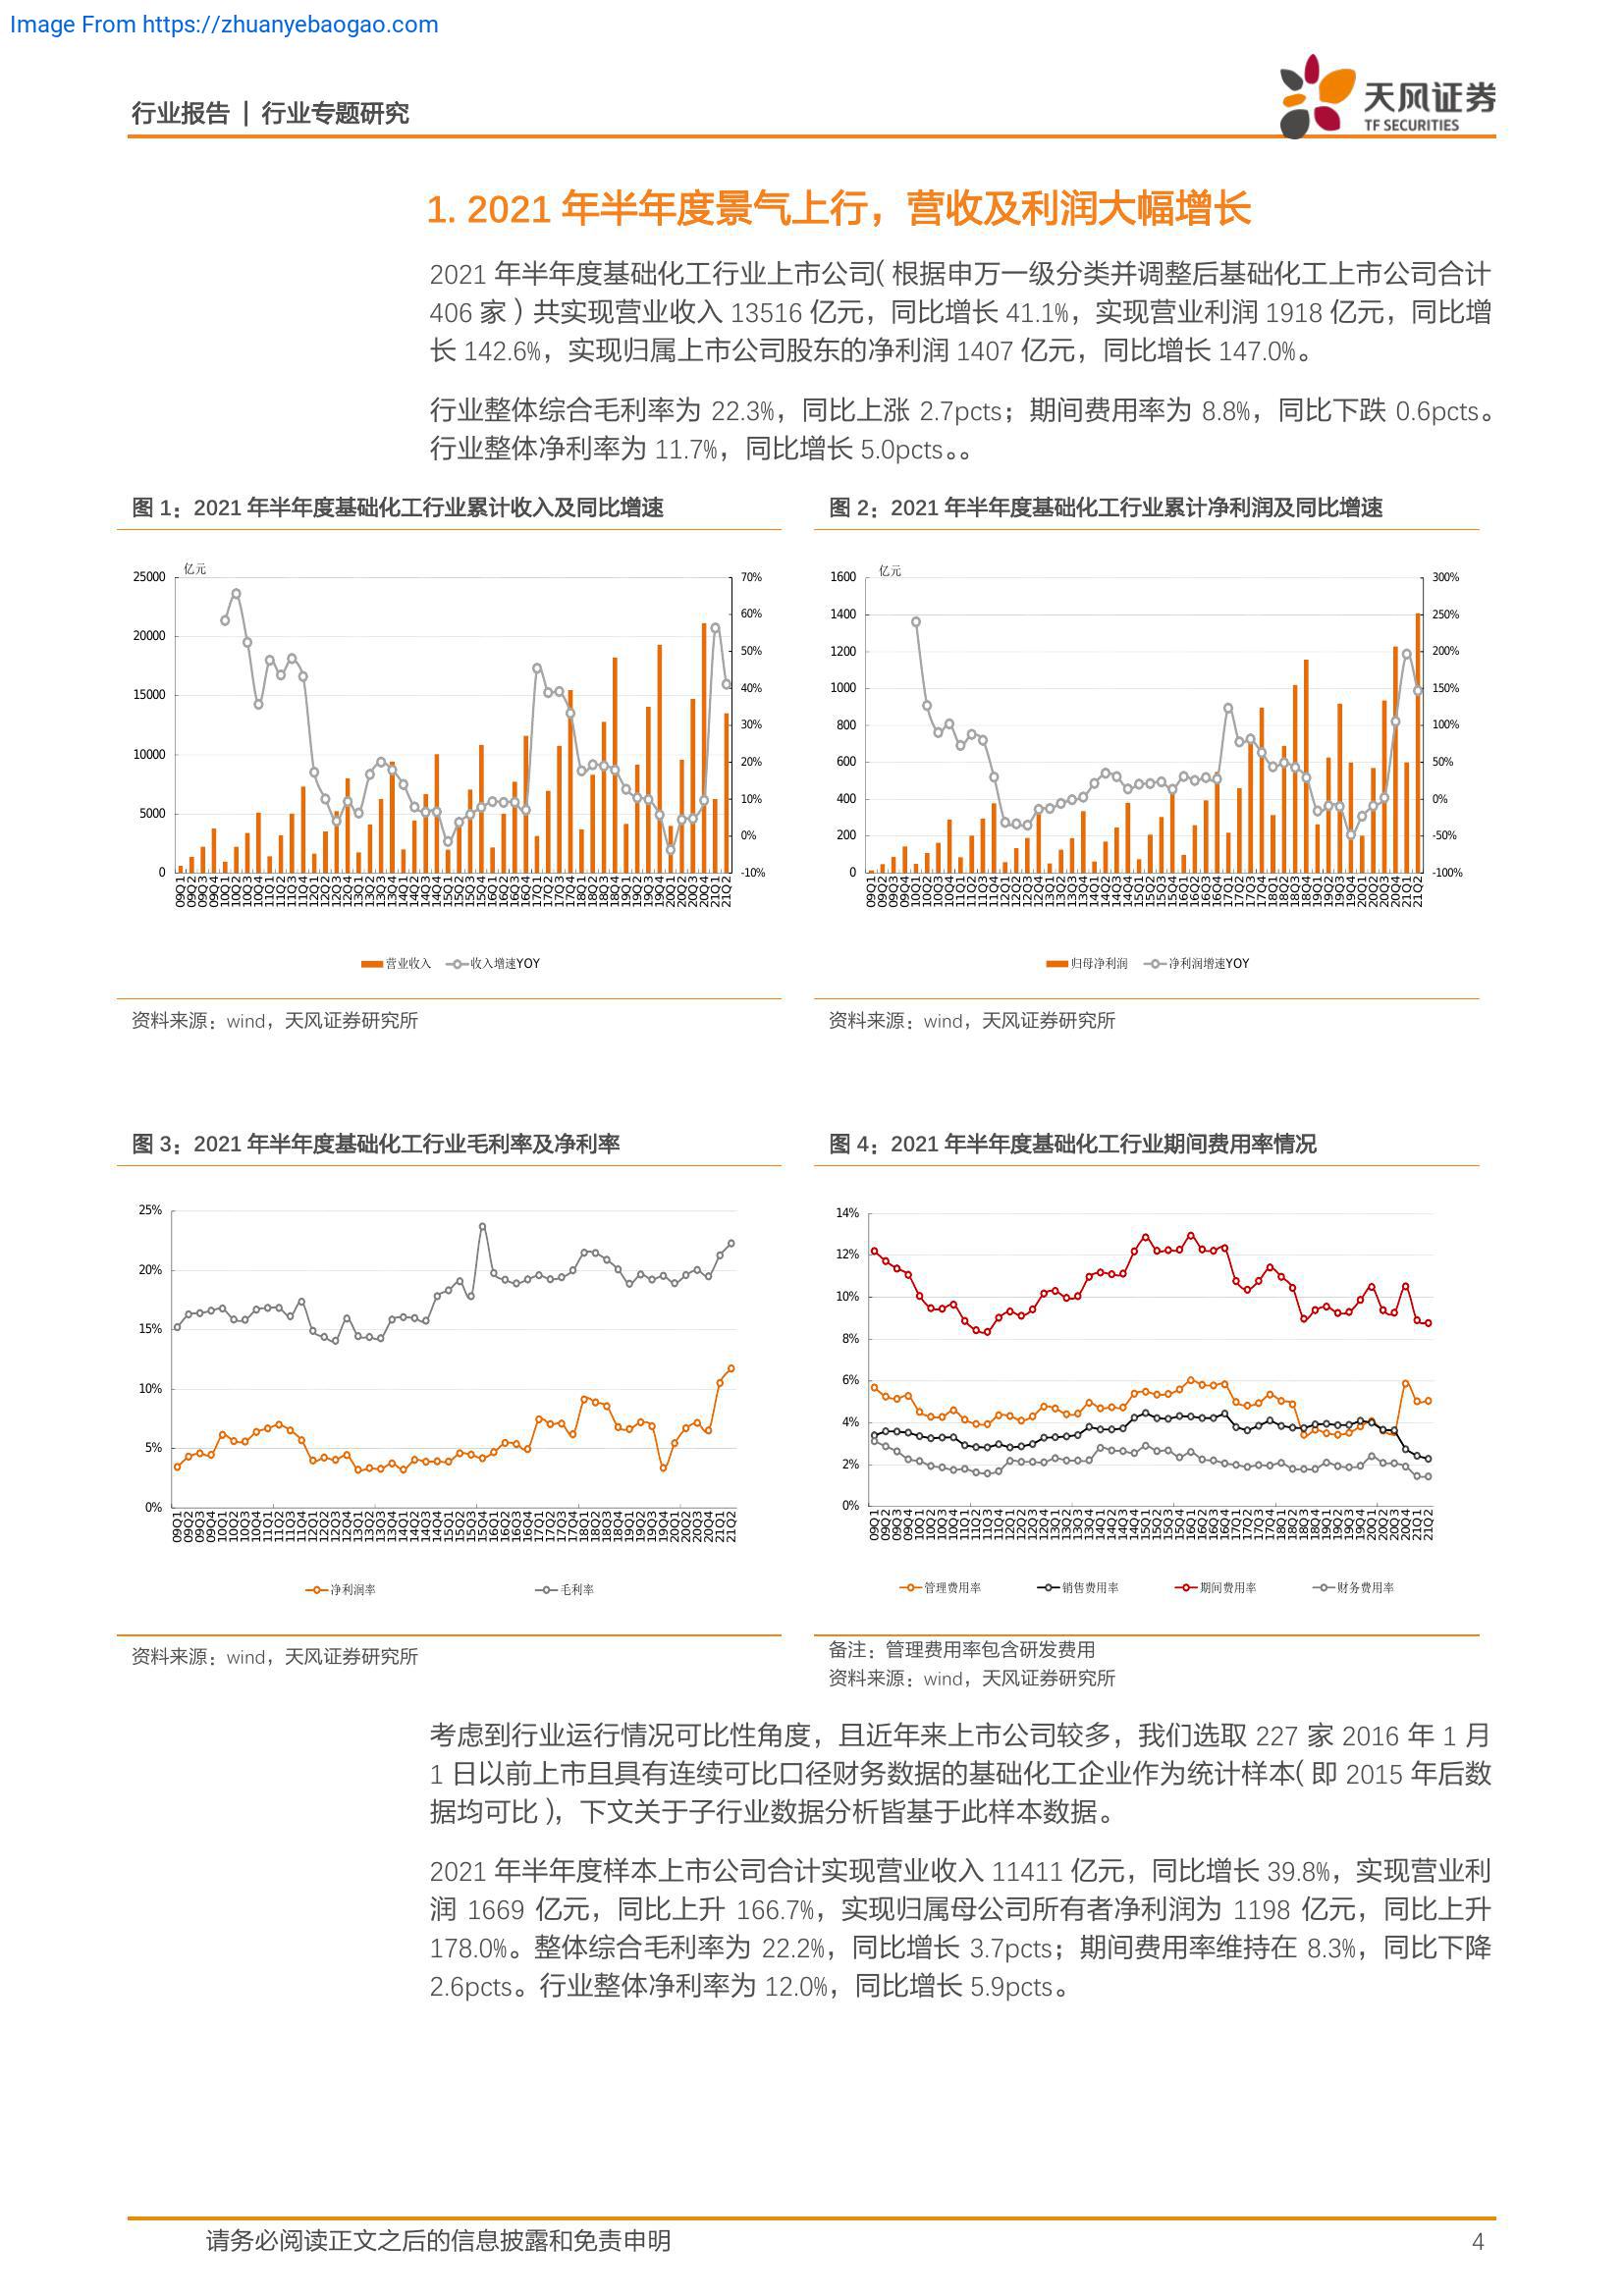 Image From https://zhuanyebaogao.com
行业报告 | 行业专题研究
天风证券
TF SECURITIES
1. 2021 年半年度景气上行，营收及利润大幅增长
2021 年半年度基础化工行业上市公司（根据申万一级分类并调整后基础化工上市公司合计
406 家）共实现营业收入 13516 亿元，同比增长 41.1%，实现营业利润 1918 亿元，同比增
长 142.6%，实现归属上市公司股东的净利润 1407 亿元，同比增长 147.0%。
行业整体综合毛利率为 22.3%，同比上涨 2.7pcts；期间费用率为 8.8%，同比下跌 0.6pcts。
行业整体净利率为 11.7%，同比增长 5.0pcts。。
图 1：2021 年半年度基础化工行业累计收入及同比增速
亿元
25000
20000
15000
10000
5000
0
70%
60%
50%
40%
30%
20%
10%
0%
-10%
09Q1 09Q2 09Q3 09Q4 10Q1 10Q2 10Q3 10Q4 11Q1 11Q2 11Q3 11Q4 12Q1 12Q2 12Q3 12Q4 13Q1 13Q2 13Q3 13Q4 14Q1 14Q2 14Q3 14Q4 15Q1 15Q2 15Q3 15Q4 16Q1 16Q2 16Q3 16Q4 17Q1 17Q2 17Q3 17Q4 18Q1 18Q2 18Q3 18Q4 19Q1 19Q2 19Q3 19Q4 20Q1 20Q2 20Q3 20Q4 21Q1 21Q2
营业收入 收入增速YOY
资料来源：wind，天风证券研究所
图 2：2021 年半年度基础化工行业累计净利润及同比增速
亿元
1600
1400
1200
1000
800
600
400
200
0
300%
250%
200%
150%
100%
50%
0%
-50%
-100%
09Q1 09Q2 09Q3 09Q4 10Q1 10Q2 10Q3 10Q4 11Q1 11Q2 11Q3 11Q4 12Q1 12Q2 12Q3 12Q4 13Q1 13Q2 13Q3 13Q4 14Q1 14Q2 14Q3 14Q4 15Q1 15Q2 15Q3 15Q4 16Q1 16Q2 16Q3 16Q4 17Q1 17Q2 17Q3 17Q4 18Q1 18Q2 18Q3 18Q4 19Q1 19Q2 19Q3 19Q4 20Q1 20Q2 20Q3 20Q4 21Q1 21Q2
归母净利润 净利润增速YOY
资料来源：wind，天风证券研究所
图 3：2021 年半年度基础化工行业毛利率及净利率
25%
20%
15%
10%
5%
0%
09Q1 09Q2 09Q3 09Q4 10Q1 10Q2 10Q3 10Q4 11Q1 11Q2 11Q3 11Q4 12Q1 12Q2 12Q3 12Q4 13Q1 13Q2 13Q3 13Q4 14Q1 14Q2 14Q3 14Q4 15Q1 15Q2 15Q3 15Q4 16Q1 16Q2 16Q3 16Q4 17Q1 17Q2 17Q3 17Q4 18Q1 18Q2 18Q3 18Q4 19Q1 19Q2 19Q3 19Q4 20Q1 20Q2 20Q3 20Q4 21Q1 21Q2
净利润率 毛利率
资料来源：wind，天风证券研究所
图 4：2021 年半年度基础化工行业期间费用率情况
14%
12%
10%
8%
6%
4%
2%
0%
09Q1 09Q2 09Q3 09Q4 10Q1 10Q2 10Q3 10Q4 11Q1 11Q2 11Q3 11Q4 12Q1 12Q2 12Q3 12Q4 13Q1 13Q2 13Q3 13Q4 14Q1 14Q2 14Q3 14Q4 15Q1 15Q2 15Q3 15Q4 16Q1 16Q2 16Q3 16Q4 17Q1 17Q2 17Q3 17Q4 18Q1 18Q2 18Q3 18Q4 19Q1 19Q2 19Q3 19Q4 20Q1 20Q2 20Q3 20Q4 21Q1 21Q2
管理费用率 销售费用率 期间费用率 财务费用率
备注：管理费用率包含研发费用
资料来源：wind，天风证券研究所
考虑到行业运行情况可比性角度，且近年来上市公司较多，我们选取 227 家 2016 年 1 月
1 日以前上市且具有连续可比口径财务数据的基础化工企业作为统计样本（即 2015 年后数
据均可比），下文关于子行业数据分析皆基于此样本数据。
2021 年半年度样本上市公司合计实现营业收入 11411 亿元，同比增长 39.8%，实现营业利
润 1669 亿元，同比上升 166.7%，实现归属母公司所有者净利润为 1198 亿元，同比上升
178.0%。整体综合毛利率为 22.2%，同比增长 3.7pcts；期间费用率维持在 8.3%，同比下降
2.6pcts。行业整体净利率为 12.0%，同比增长 5.9pcts。
请务必阅读正文之后的信息披露和免责申明
4